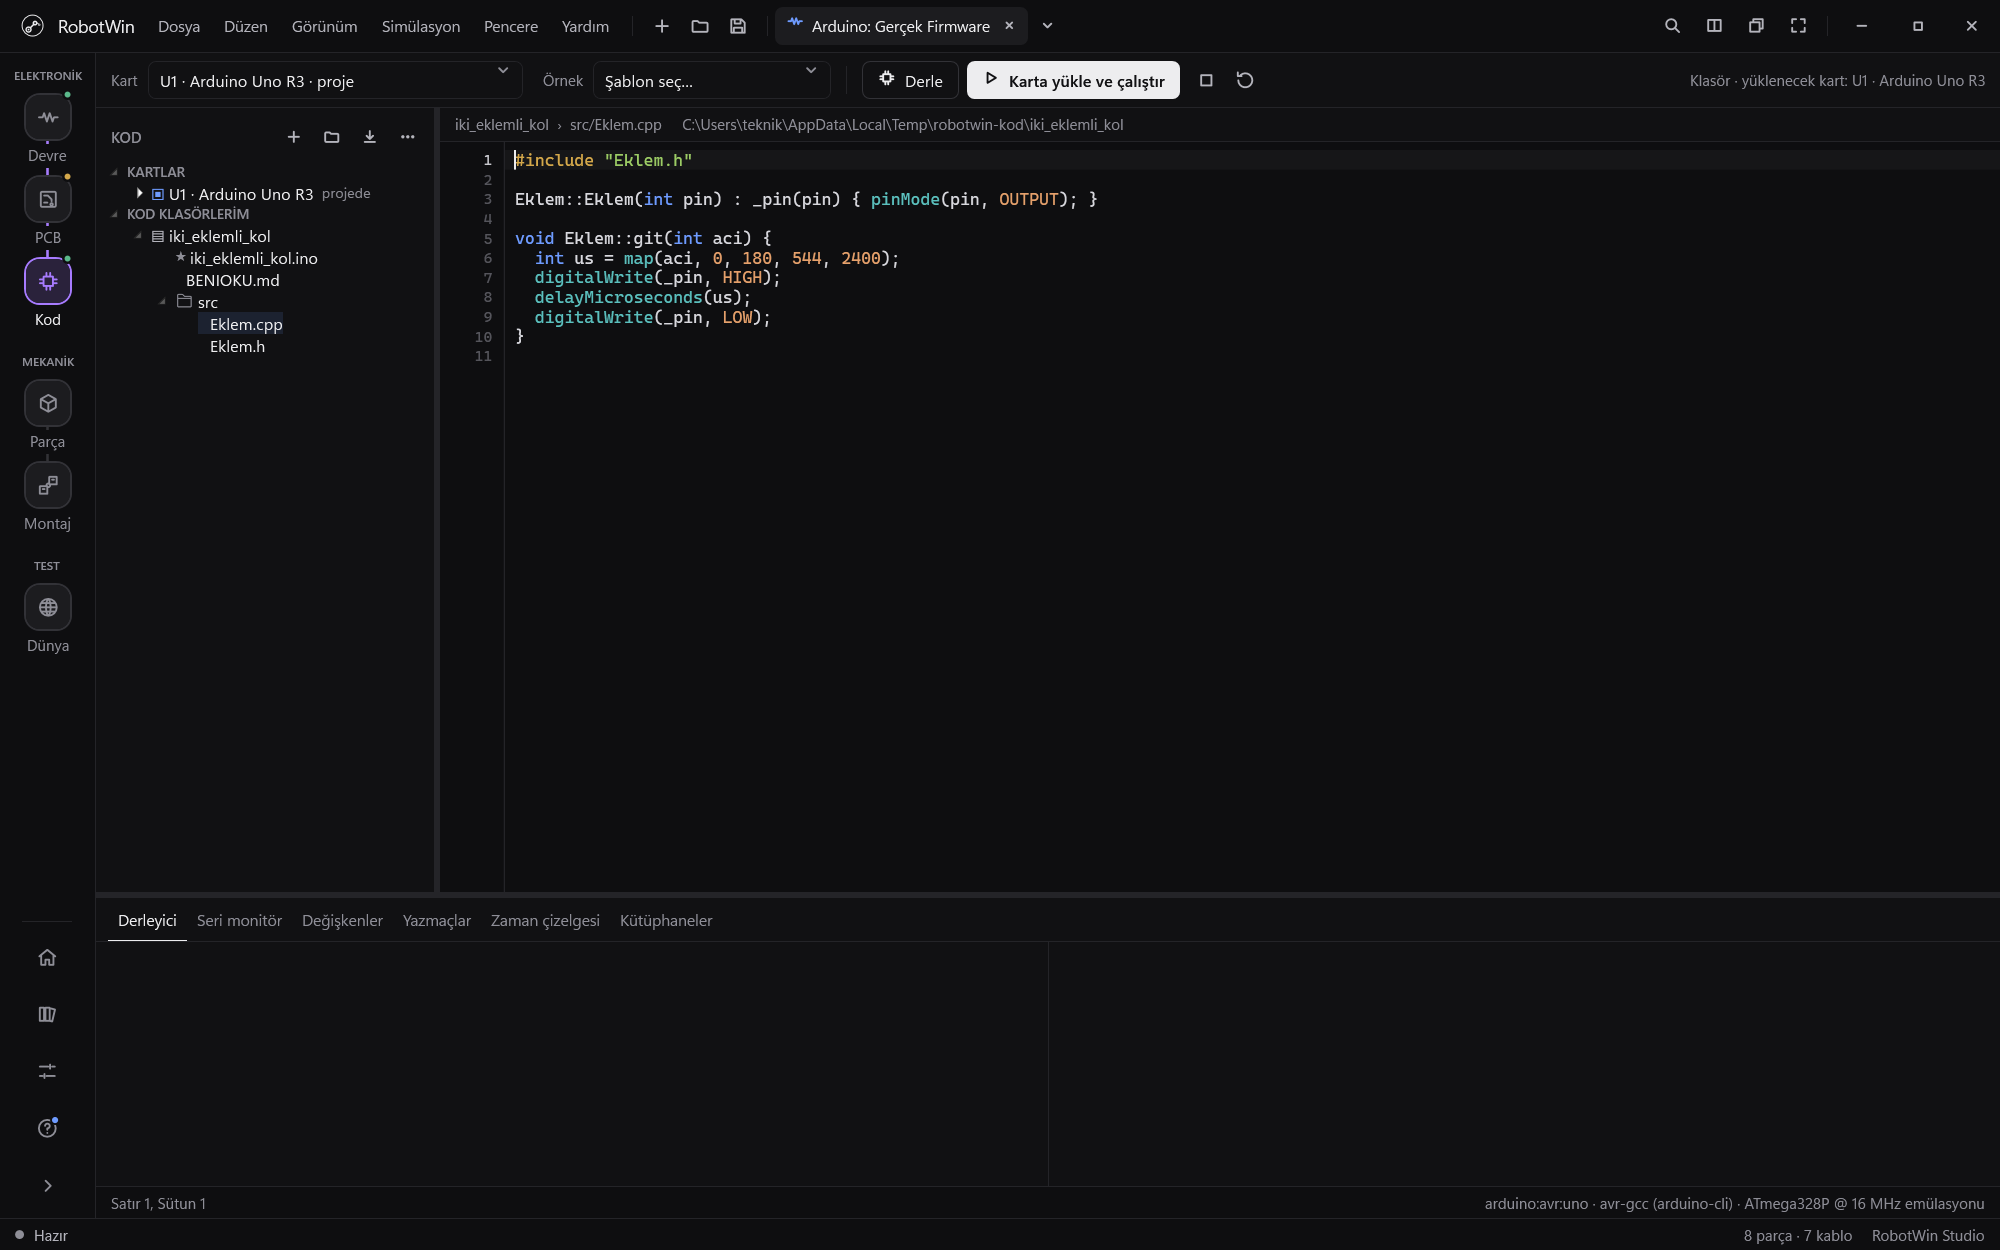 RobotWin Dosya Düzen Görünüm Simülasyon Pencere Yardım Arduino: Gerçek Firmware
ELEKTRONİK
Devre
PCB
Kod
MEKANİK
Parça
Montaj
TEST
Dünya
Kart U1 · Arduino Uno R3 · proje Örnek Şablon seç... Derle Karta yükle ve çalıştır Klasör · yüklenecek kart: U1 · Arduino Uno R3
KOD
KARTLAR
U1 · Arduino Uno R3 projede
KOD KLASÖRLERİM
iki_eklemli_kol
iki_eklemli_kol.ino
BENIOKU.md
src
Eklem.cpp
Eklem.h
iki_eklemli_kol › src/Eklem.cpp C:\Users\teknik\AppData\Local\Temp\robotwin-kod\iki_eklemli_kol
1 #include "Eklem.h"
2
3 Eklem::Eklem(int pin) : _pin(pin) { pinMode(pin, OUTPUT); }
4
5 void Eklem::git(int aci) {
6 int us = map(aci, 0, 180, 544, 2400);
7 digitalWrite(_pin, HIGH);
8 delayMicroseconds(us);
9 digitalWrite(_pin, LOW);
10 }
11
Derleyici Seri monitör Değişkenler Yazmaçlar Zaman çizelgesi Kütüphaneler
Satır 1, Sütun 1 arduino:avr:uno · avr-gcc (arduino-cli) · ATmega328P @ 16 MHz emülasyonu
Hazır 8 parça · 7 kablo RobotWin Studio